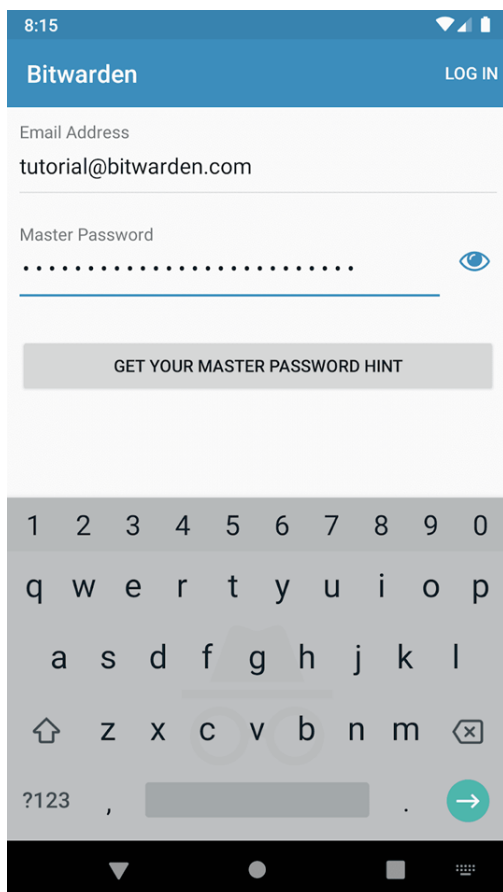 8:15
Bitwarden LOG IN
Email Address
tutorial@bitwarden.com
Master Password
••••••••••••••••••••••••••
GET YOUR MASTER PASSWORD HINT
1 2 3 4 5 6 7 8 9 0
q w e r t y u i o p
a s d f g h j k l
z x c v b n m
?123 , .